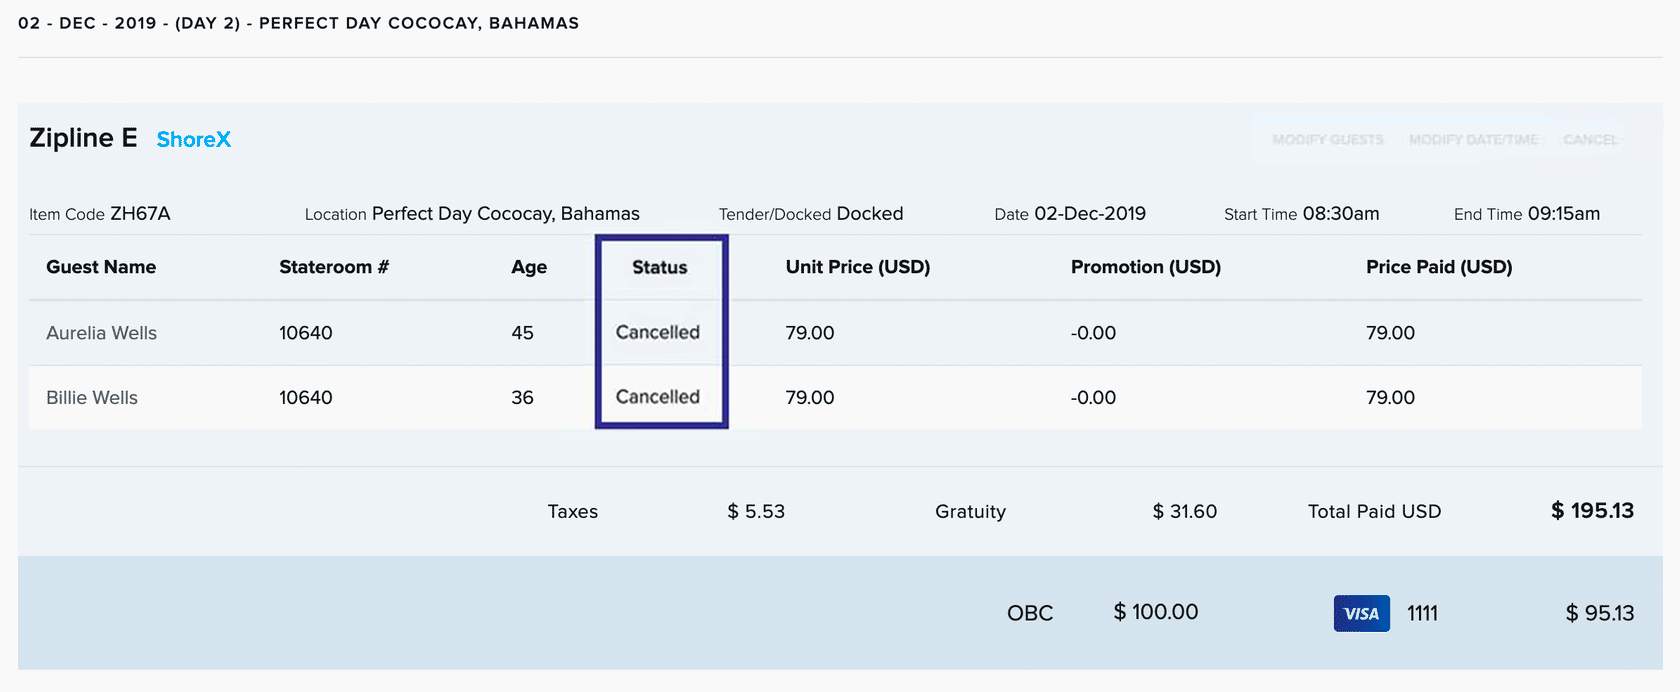 02 - DEC - 2019 - (DAY 2) - PERFECT DAY COCOCAY, BAHAMAS
Zipline E ShoreX MODIFY GUESTS MODIFY DATE/TIME CANCEL
Item Code ZH67A Location Perfect Day Cococay, Bahamas Tender/Docked Docked Date 02-Dec-2019 Start Time 08:30am End Time 09:15am
Guest Name Stateroom # Age Status Unit Price (USD) Promotion (USD) Price Paid (USD)
Aurelia Wells 10640 45 Cancelled 79.00 -0.00 79.00
Billie Wells 10640 36 Cancelled 79.00 -0.00 79.00
Taxes $ 5.53 Gratuity $ 31.60 Total Paid USD $ 195.13
OBC $ 100.00 VISA 1111 $ 95.13